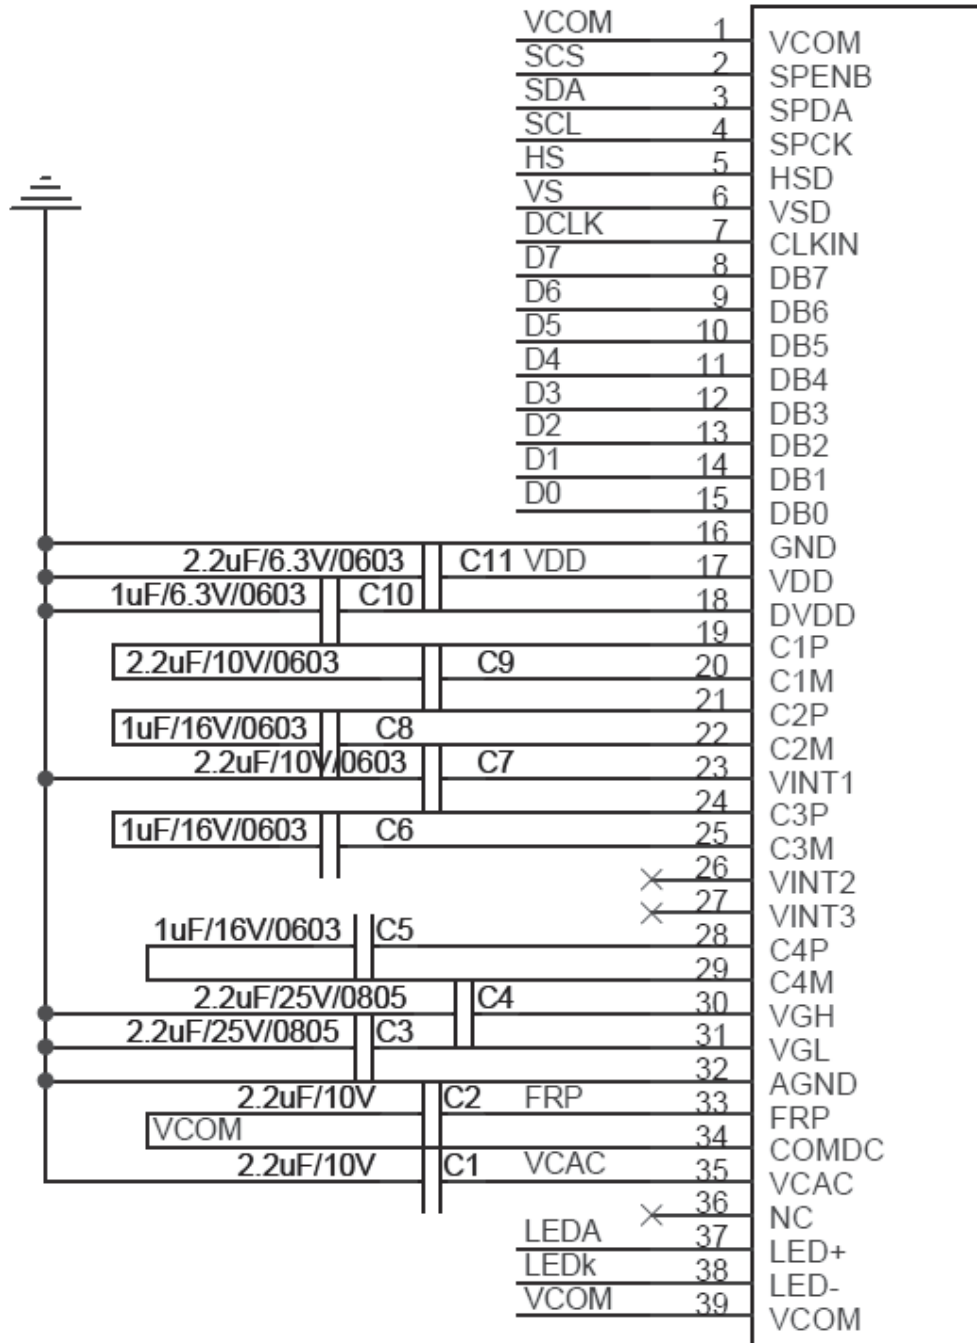 VCOM 1 VCOM
SCS 2 SPENB
SDA 3 SPDA
SCL 4 SPCK
HS 5 HSD
VS 6 VSD
DCLK 7 CLKIN
D7 8 DB7
D6 9 DB6
D5 10 DB5
D4 11 DB4
D3 12 DB3
D2 13 DB2
D1 14 DB1
D0 15 DB0
16 GND
2.2uF/6.3V/0603 C11 VDD 17 VDD
1uF/6.3V/0603 C10 18 DVDD
19 C1P
2.2uF/10V/0603 C9 20 C1M
21 C2P
1uF/16V/0603 C8 22 C2M
2.2uF/10V/0603 C7 23 VINT1
24 C3P
1uF/16V/0603 C6 25 C3M
26 VINT2
27 VINT3
1uF/16V/0603 C5 28 C4P
29 C4M
2.2uF/25V/0805 C4 30 VGH
2.2uF/25V/0805 C3 31 VGL
32 AGND
2.2uF/10V C2 FRP 33 FRP
VCOM 34 COMDC
2.2uF/10V C1 VCAC 35 VCAC
36 NC
LEDA 37 LED+
LEDk 38 LED-
VCOM 39 VCOM